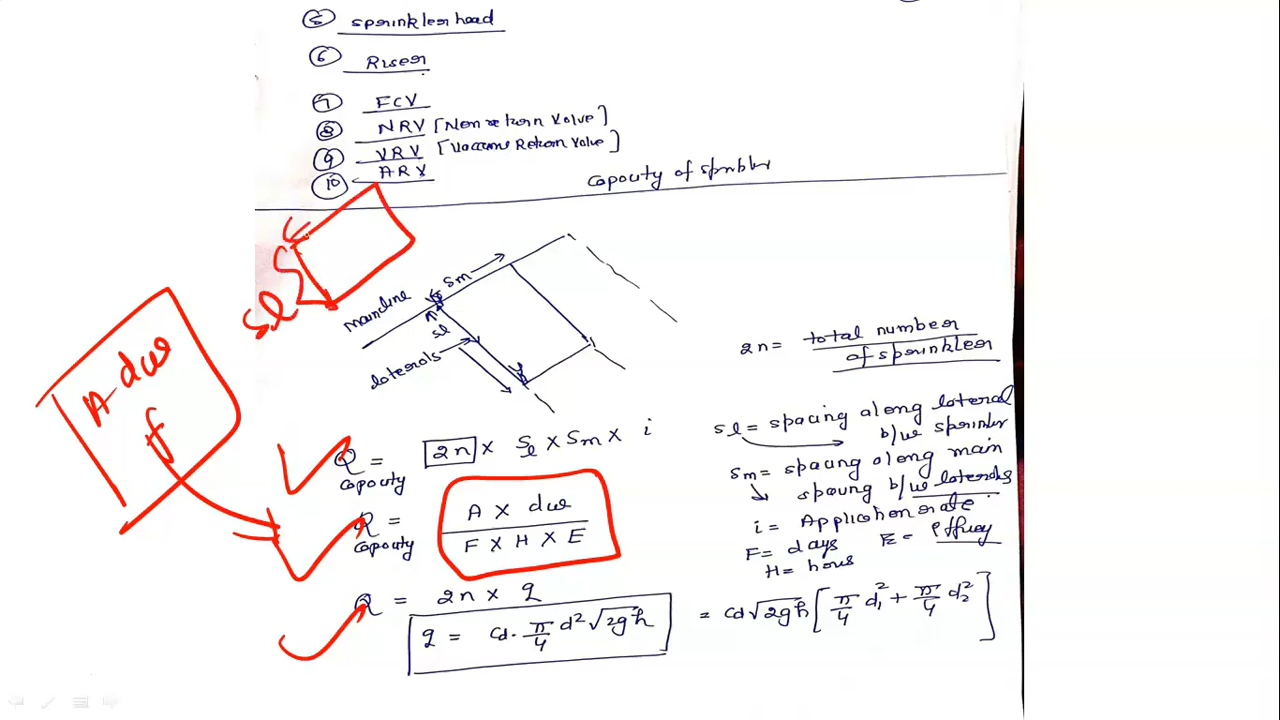 ⑤ sprinkler head
⑥ Riser
⑦ FCV
⑧ NRV [Non return Valve]
⑨ VRV [Vaccume Return Valve]
⑩ ARV
Capacity of
mainline
Sm
Sl
laterals
Sl
A dw
F
2n = total number
of sprinkler
Sl = spacing along lateral
b/w sprinkler
Sm = spacing along main
spacing b/w laterals
i = Application rate
F = days E = Efficiency
H = hours
Q = 2n × Sl × Sm × i
Capacity
Q = A × dw
Capacity F × H × E
Q = 2n × q
q = Cd · π/4 d² √2gh = Cd √2gh [π/4 d₁² + π/4 d₂²]